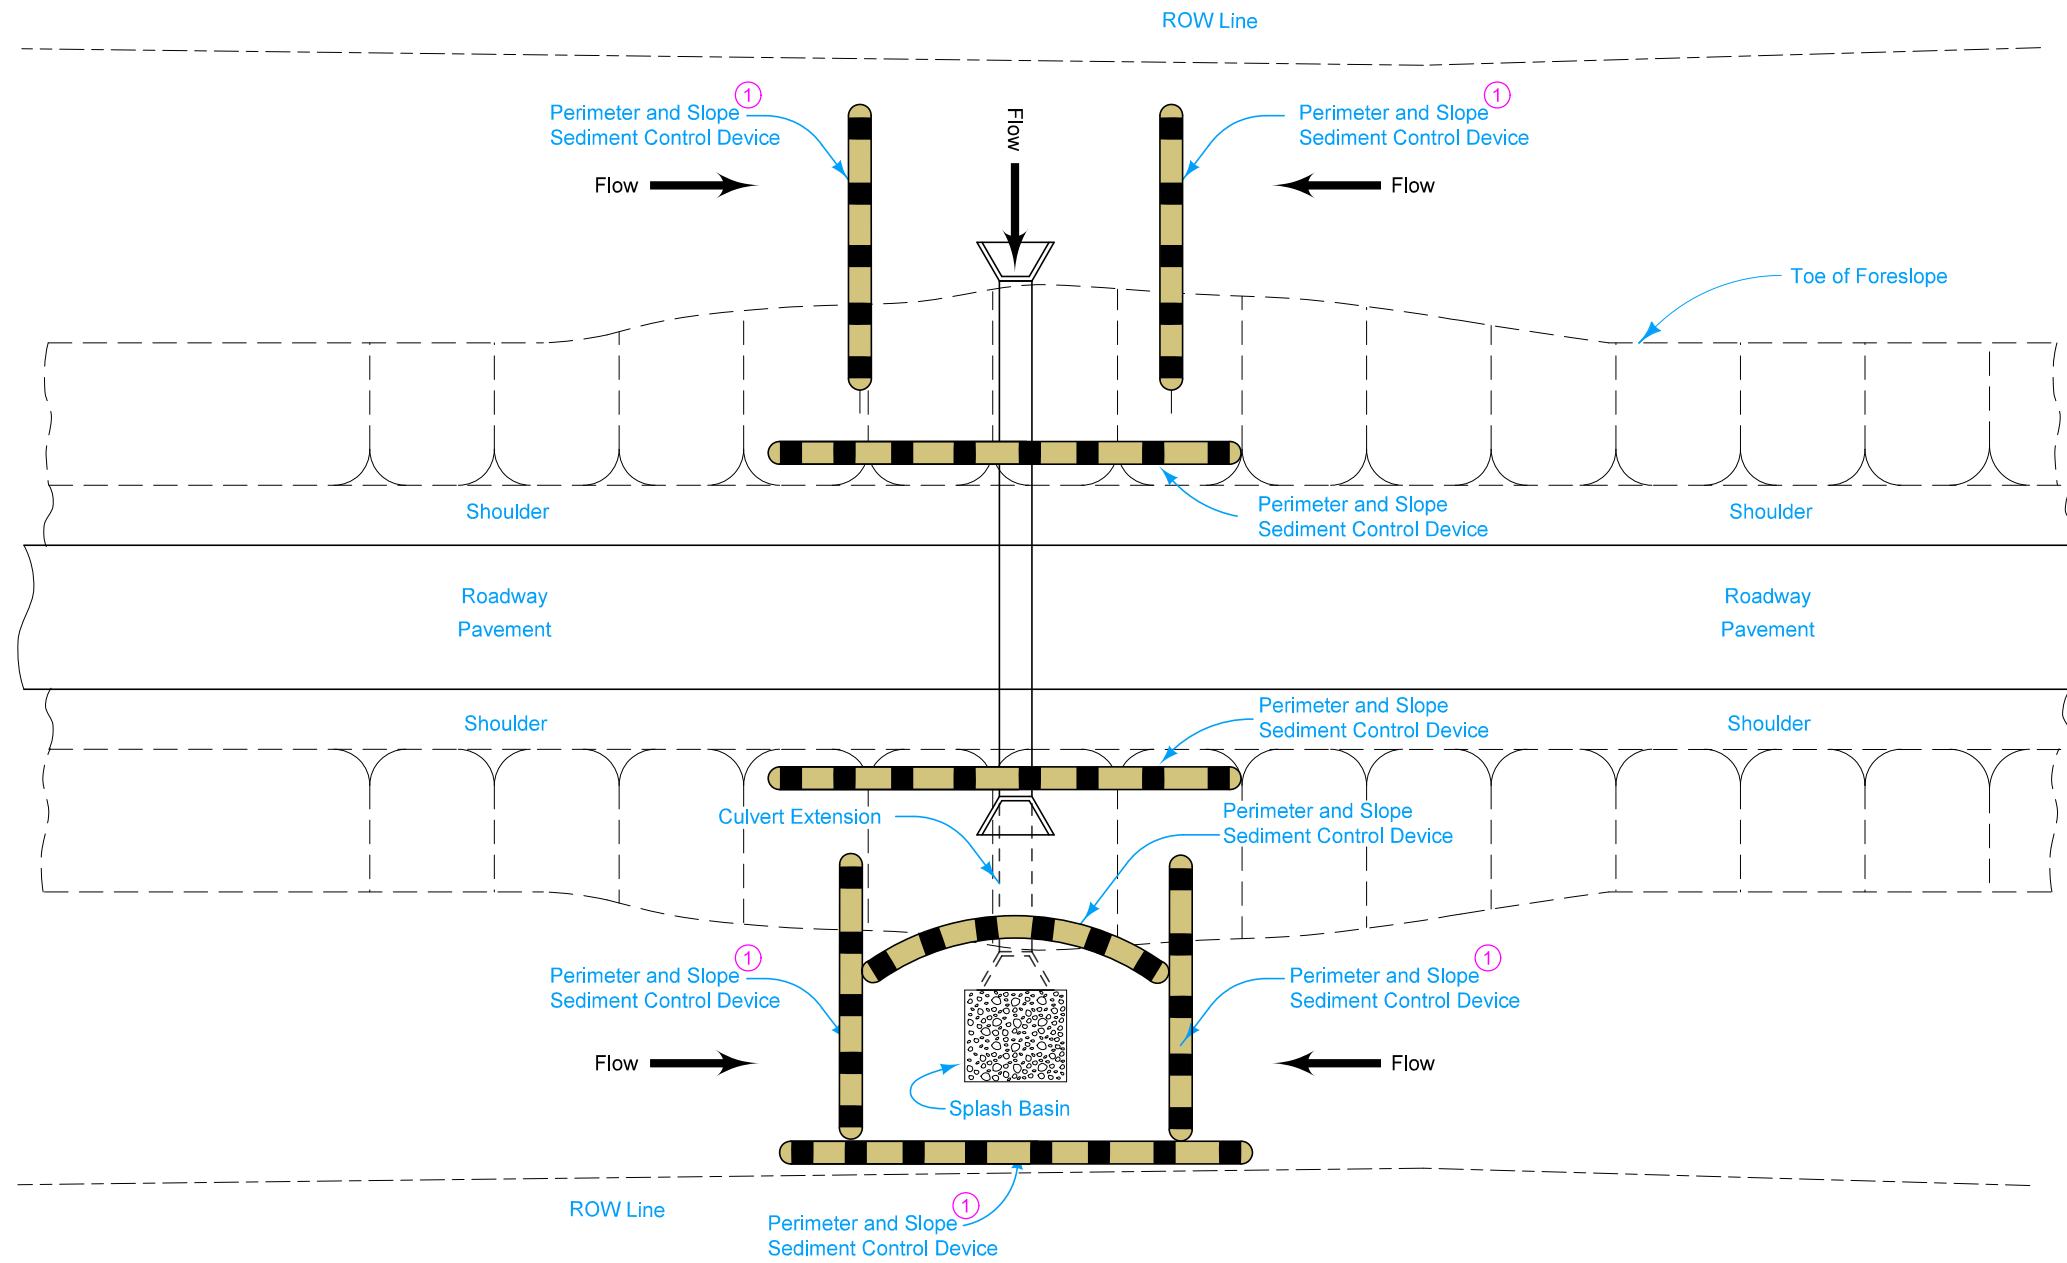 ROW Line
1
Perimeter and Slope
Sediment Control Device
Flow
1
Perimeter and Slope
Sediment Control Device
Flow
Flow
Toe of Foreslope
Perimeter and Slope
Sediment Control Device
Shoulder
Shoulder
Roadway
Pavement
Roadway
Pavement
Perimeter and Slope
Sediment Control Device
Shoulder
Shoulder
Culvert Extension
Perimeter and Slope
Sediment Control Device
1
Perimeter and Slope
Sediment Control Device
1
Perimeter and Slope
Sediment Control Device
Flow
Flow
Splash Basin
ROW Line
1
Perimeter and Slope
Sediment Control Device